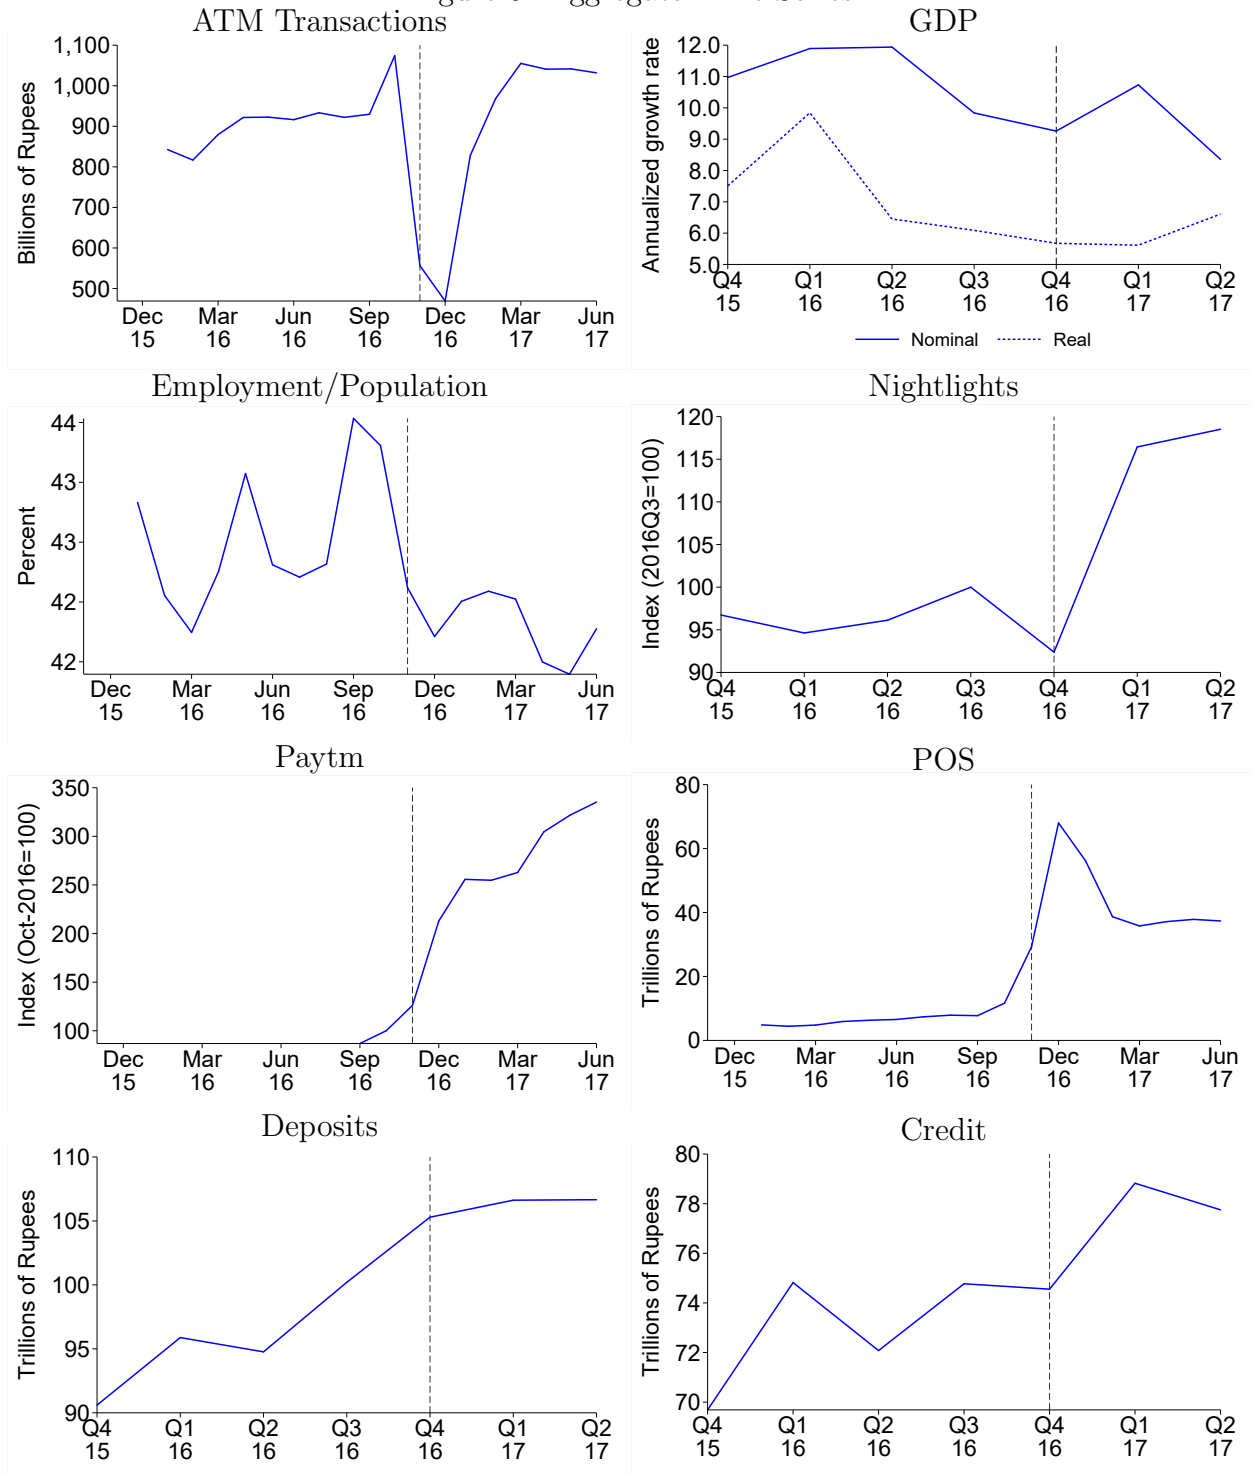 ATM Transactions
1,100
1,000
900
800
700
600
500
Billions of Rupees
Dec 15
Mar 16
Jun 16
Sep 16
Dec 16
Mar 17
Jun 17
GDP
12.0
11.0
10.0
9.0
8.0
7.0
6.0
5.0
Annualized growth rate
Q4 15
Q1 16
Q2 16
Q3 16
Q4 16
Q1 17
Q2 17
Nominal
Real
Employment/Population
44
43
43
42
42
Percent
Dec 15
Mar 16
Jun 16
Sep 16
Dec 16
Mar 17
Jun 17
Nightlights
120
115
110
105
100
95
90
Index (2016Q3=100)
Q4 15
Q1 16
Q2 16
Q3 16
Q4 16
Q1 17
Q2 17
Paytm
350
300
250
200
150
100
Index (Oct-2016=100)
Dec 15
Mar 16
Jun 16
Sep 16
Dec 16
Mar 17
Jun 17
POS
80
60
40
20
0
Trillions of Rupees
Dec 15
Mar 16
Jun 16
Sep 16
Dec 16
Mar 17
Jun 17
Deposits
110
105
100
95
90
Trillions of Rupees
Q4 15
Q1 16
Q2 16
Q3 16
Q4 16
Q1 17
Q2 17
Credit
80
78
76
74
72
70
Trillions of Rupees
Q4 15
Q1 16
Q2 16
Q3 16
Q4 16
Q1 17
Q2 17